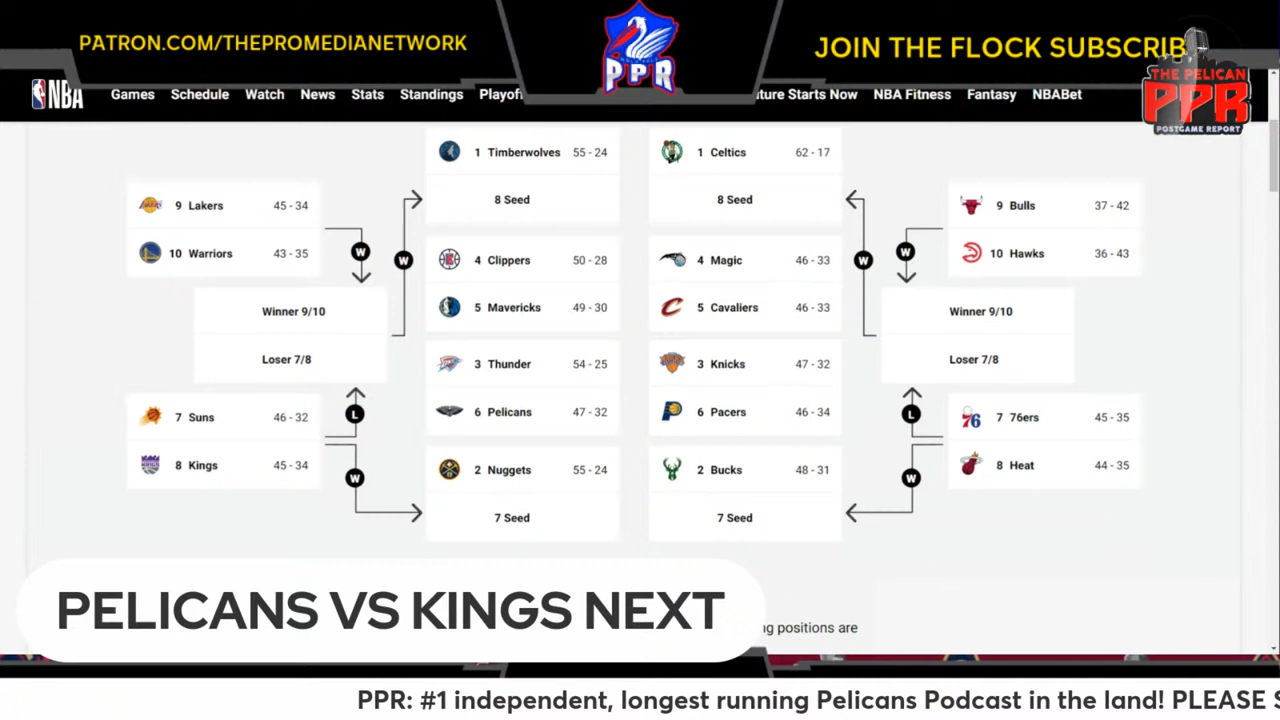 PATRON.COM/THEPROMEDIANETWORK
PPR
JOIN THE FLOCK SUBSCRIB
THE PELICAN
PPR
POSTGAME REPORT
NBA
Games Schedule Watch News Stats Standings Playof
uture Starts Now NBA Fitness Fantasy NBABet
9 Lakers 45 - 34
10 Warriors 43 - 35
W
W
Winner 9/10
Loser 7/8
L
7 Suns 46 - 32
8 Kings 45 - 34
W
1 Timberwolves 55 - 24
8 Seed
4 Clippers 50 - 28
5 Mavericks 49 - 30
3 Thunder 54 - 25
6 Pelicans 47 - 32
2 Nuggets 55 - 24
7 Seed
1 Celtics 62 - 17
8 Seed
4 Magic 46 - 33
5 Cavaliers 46 - 33
3 Knicks 47 - 32
6 Pacers 46 - 34
2 Bucks 48 - 31
7 Seed
9 Bulls 37 - 42
10 Hawks 36 - 43
W
W
Winner 9/10
Loser 7/8
L
7 76ers 45 - 35
8 Heat 44 - 35
W
PELICANS VS KINGS NEXT
ng positions are
PPR: #1 independent, longest running Pelicans Podcast in the land! PLEASE S